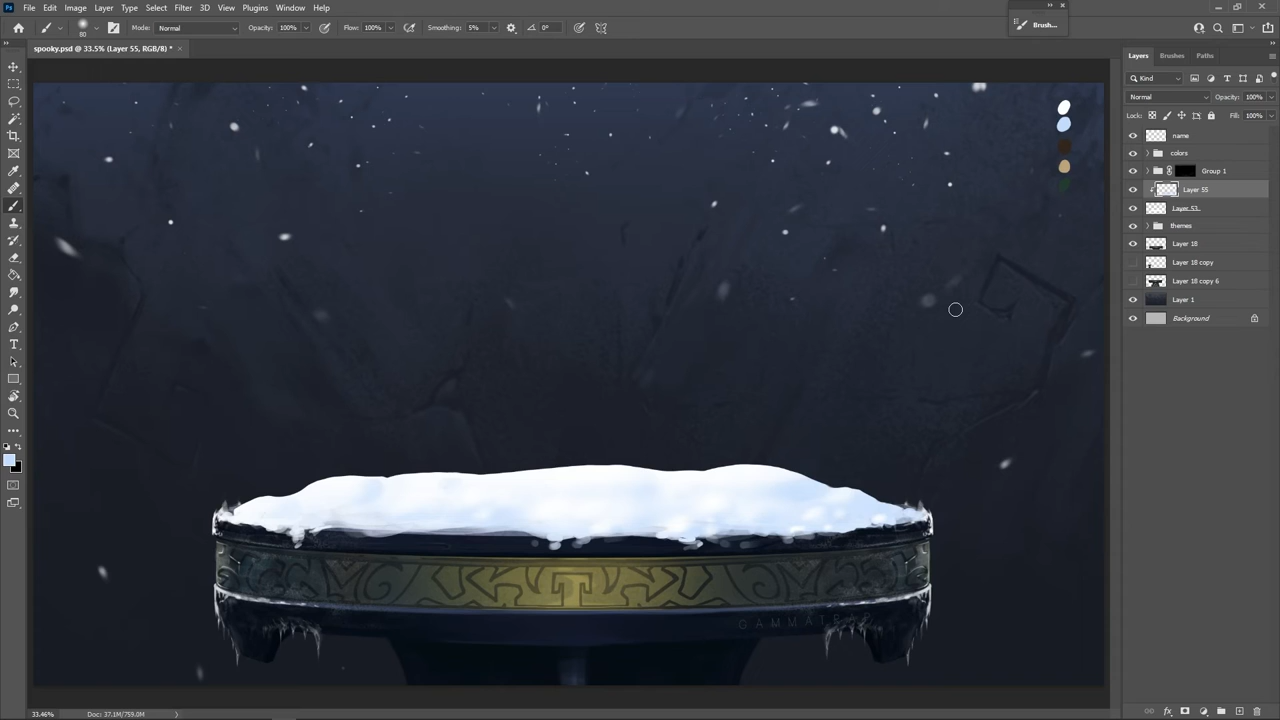 Ps File Edit Image Layer Type Select Filter 3D View Plugins Window Help
80 Mode: Normal Opacity: 100% Flow: 100% Smoothing: 5% 0°
Brush...
spooky.psd @ 33.5% (Layer 55, RGB/8) * ×
Layers Brushes Paths
Kind
Normal Opacity: 100%
Lock: Fill: 100%
name
colors
Group 1
Layer 55
Layer 53
themes
Layer 18
Layer 18 copy
Layer 18 copy 6
Layer 1
Background
33.46% Doc: 37.1M/759.0M